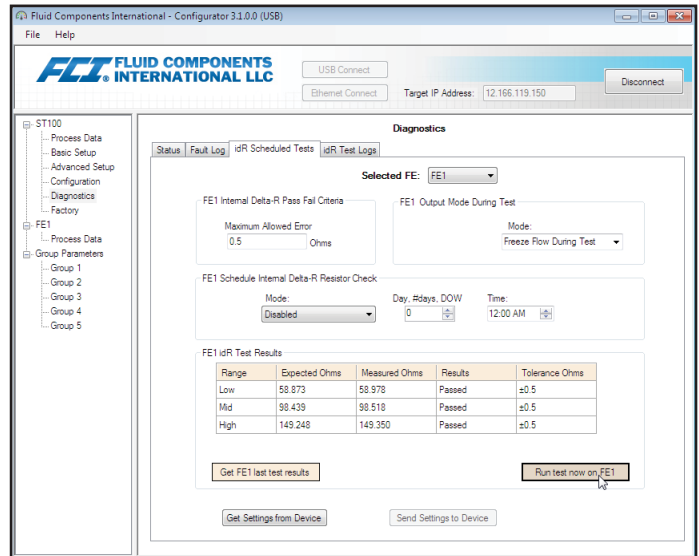 Fluid Components International - Configurator 3.1.0.0 (USB)
File Help
FCI. FLUID COMPONENTS
INTERNATIONAL LLC
USB Connect
Ethernet Connect Target IP Address: 12.166.119.150
Disconnect
ST100
Process Data
Basic Setup
Advanced Setup
Configuration
Diagnostics
Factory
FE1
Process Data
Group Parameters
Group 1
Group 2
Group 3
Group 4
Group 5
Diagnostics
Status Fault Log idR Scheduled Tests idR Test Logs
Selected FE: FE1
FE1 Internal Delta-R Pass Fail Criteria
Maximum Allowed Error
0.5 Ohms
FE1 Output Mode During Test
Mode:
Freeze Flow During Test
FE1 Schedule Internal Delta-R Resistor Check
Mode: Day, #days, DOW Time:
Disabled 0 12:00 AM
FE1 idR Test Results
Range Expected Ohms Measured Ohms Results Tolerance Ohms
Low 58.873 58.978 Passed ±0.5
Mid 98.439 98.518 Passed ±0.5
High 149.248 149.350 Passed ±0.5
Get FE1 last test results Run test now on FE1
Get Settings from Device Send Settings to Device